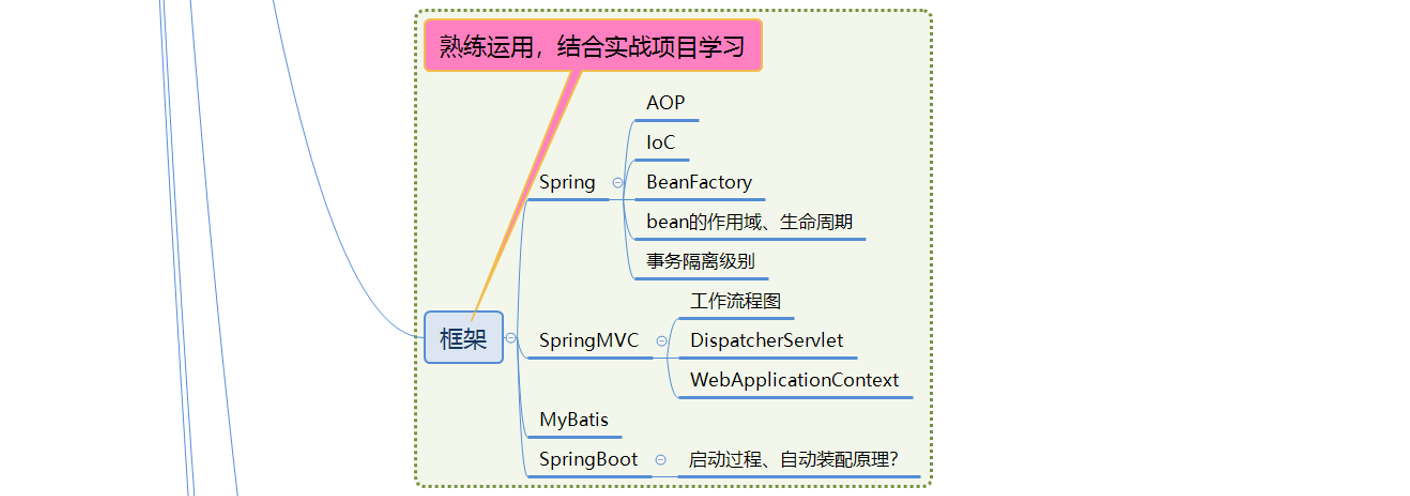 熟练运用，结合实战项目学习
AOP
IoC
Spring
BeanFactory
bean的作用域、生命周期
事务隔离级别
工作流程图
框架
SpringMVC
DispatcherServlet
WebApplicationContext
MyBatis
SpringBoot
启动过程、自动装配原理？